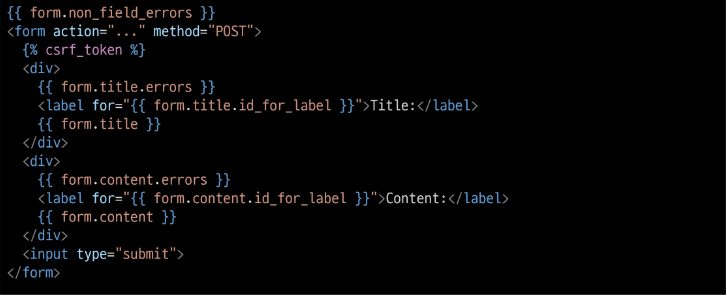 {{ form.non_field_errors }}
<form action="..." method="POST">
  {% csrf_token %}
  <div>
    {{ form.title.errors }}
    <label for="{{ form.title.id_for_label }}">Title:</label>
    {{ form.title }}
  </div>
  <div>
    {{ form.content.errors }}
    <label for="{{ form.content.id_for_label }}">Content:</label>
    {{ form.content }}
  </div>
  <input type="submit">
</form>